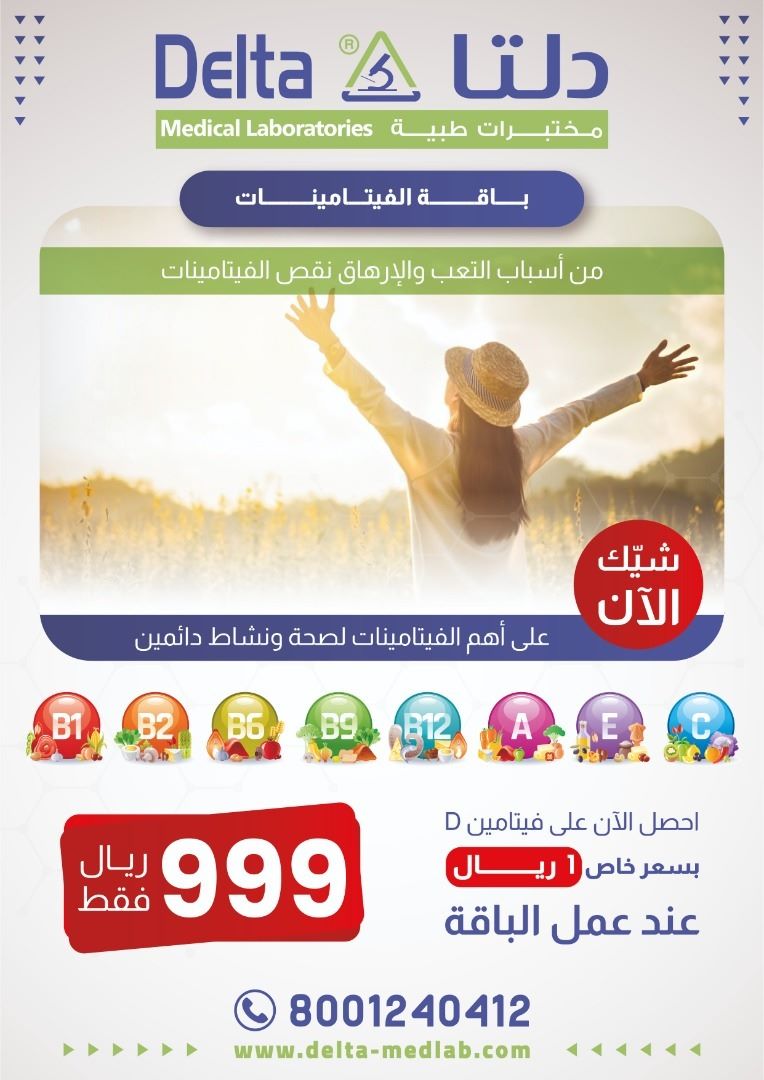 Delta ® دلتا
Medical Laboratories مختبرات طبية
باقة الفيتامينات
من أسباب التعب والإرهاق نقص الفيتامينات
شيّك
الآن
على أهم الفيتامينات لصحة ونشاط دائمين
B1 B2 B6 B9 B12 A E C
احصل الآن على فيتامين D
بسعر خاص 1 ريال
عند عمل الباقة
999 ريال
فقط
8001240412
www.delta-medlab.com